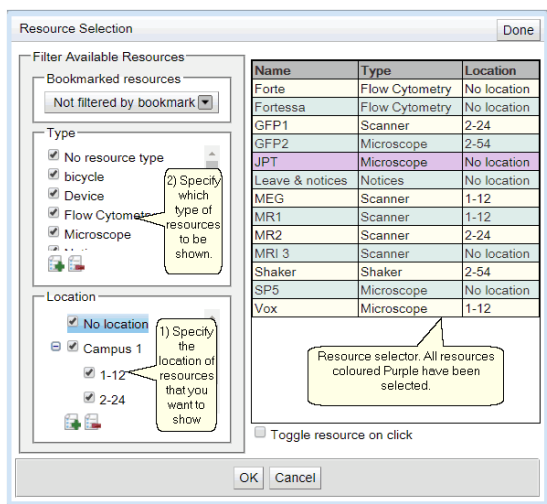 Resource Selection
Done
Filter Available Resources
Bookmarked resources
Not filtered by bookmark
Type
No resource type
bicycle
Device
Flow Cytome
Microscope
2) Specify
which
type of
resources
to be
shown.
Location
No location
Campus 1
1-12
2-24
1) Specify
the
location of
resources
that you
want to
show
Name Type Location
Forte Flow Cytometry No location
Fortessa Flow Cytometry No location
GFP1 Scanner 2-24
GFP2 Microscope 2-54
JPT Microscope No location
Leave & notices Notices No location
MEG Scanner 1-12
MR1 Scanner 1-12
MR2 Scanner 2-24
MRI 3 Scanner No location
Shaker Shaker 2-54
SP5 Microscope No location
Vox Microscope 1-12
Resource selector. All resources
coloured Purple have been
selected.
Toggle resource on click
OK Cancel